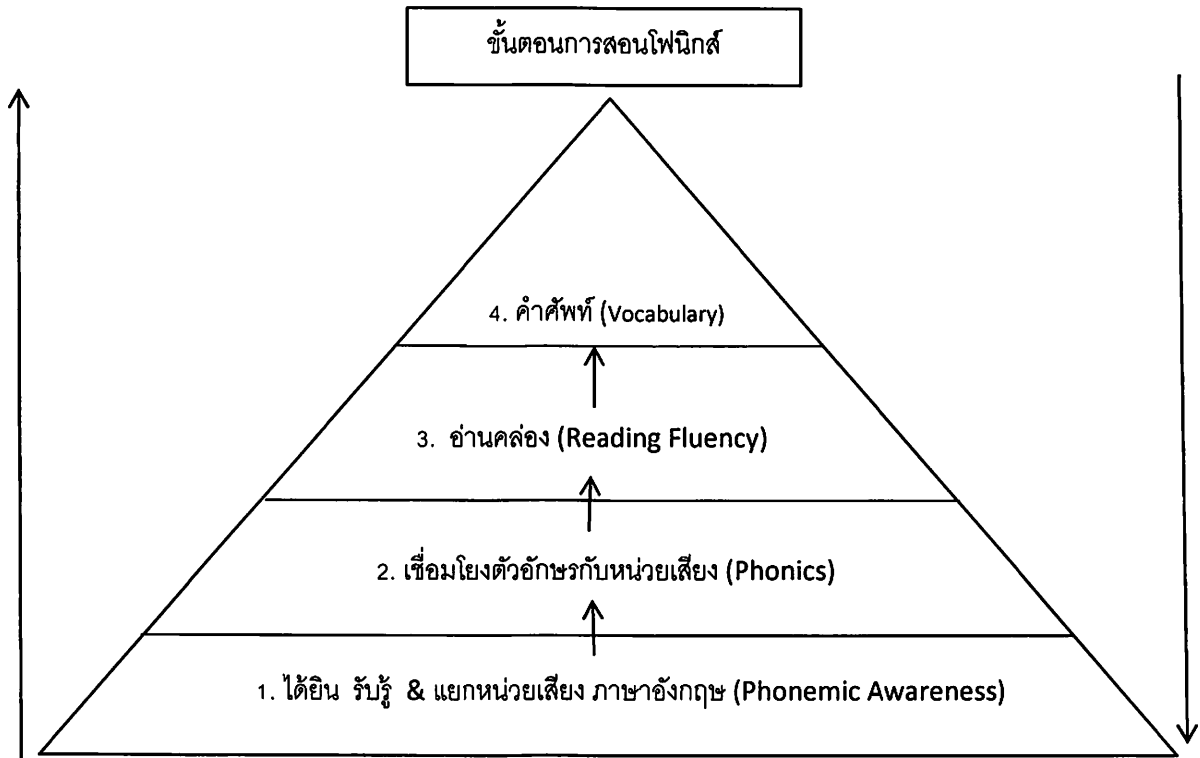 ขั้นตอนการสอนโฟนิกส์
4. คำศัพท์ (Vocabulary)
3. อ่านคล่อง (Reading Fluency)
2. เชื่อมโยงตัวอักษรกับหน่วยเสียง (Phonics)
1. ได้ยิน รับรู้ & แยกหน่วยเสียง ภาษาอังกฤษ (Phonemic Awareness)